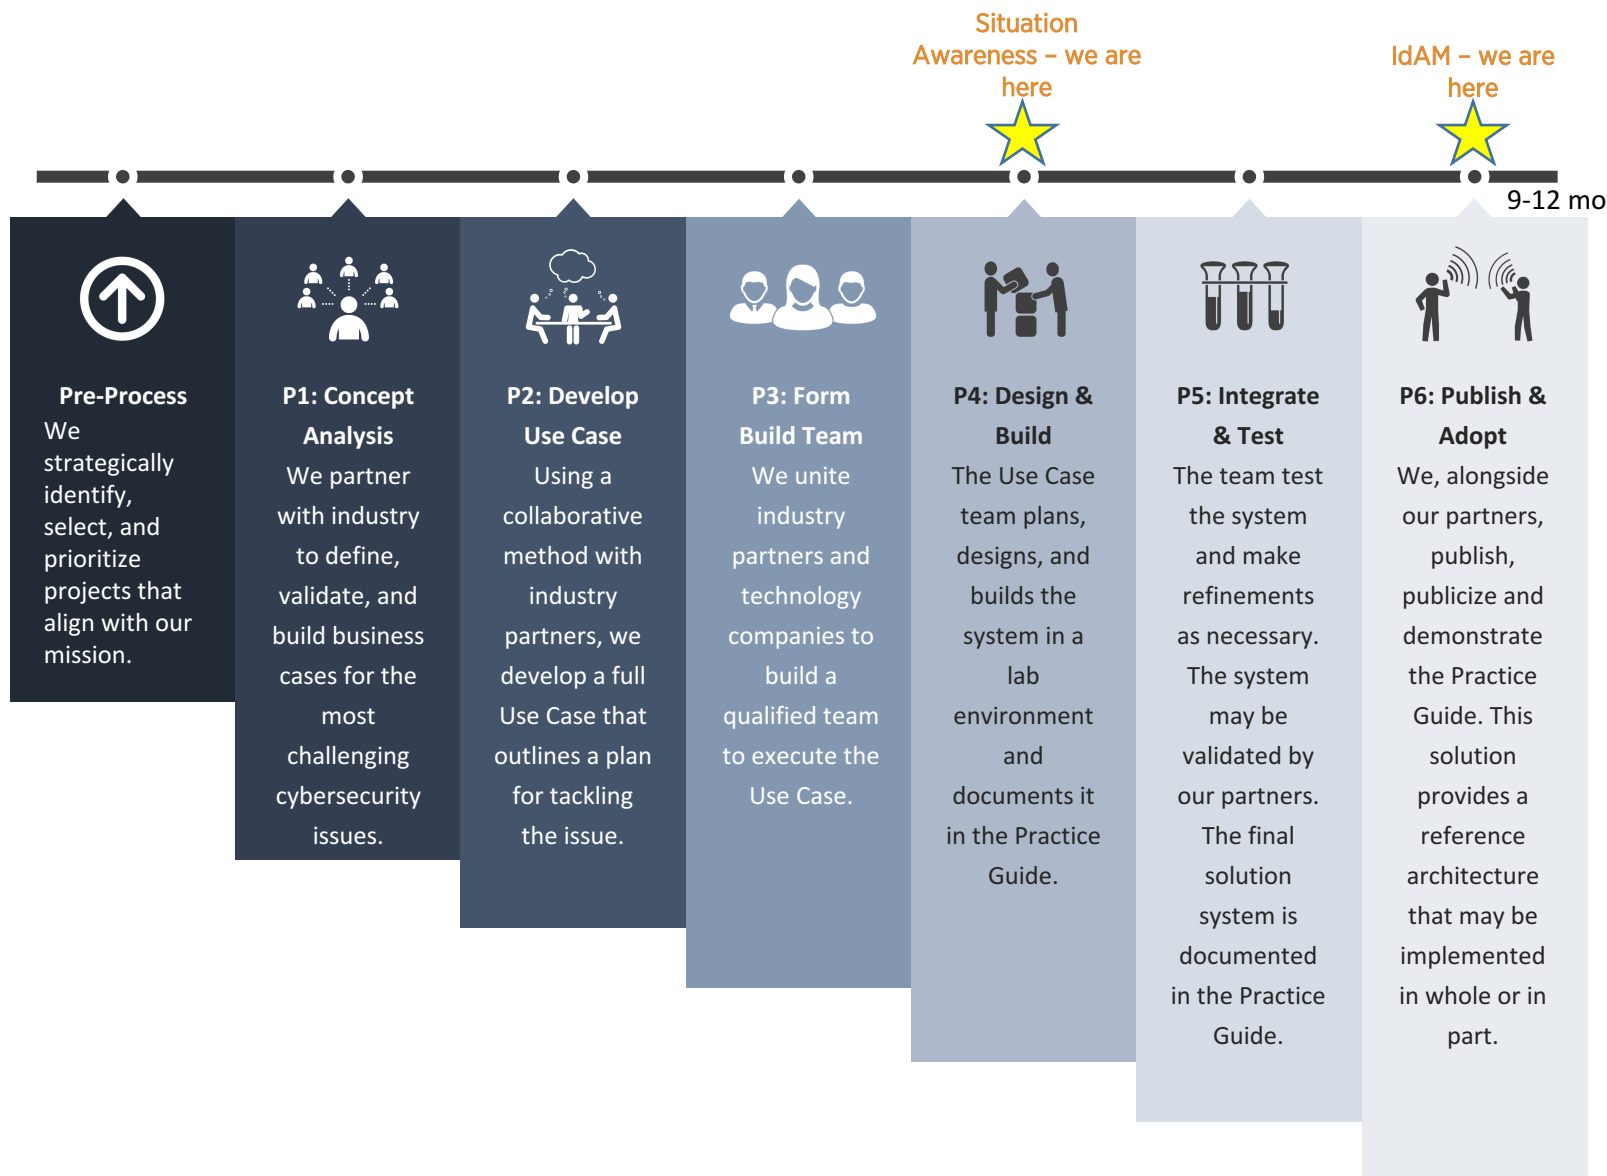 Situation
Awareness – we are
here
IdAM – we are
here
9-12 mo
Pre-Process
We
strategically
identify,
select, and
prioritize
projects that
align with our
mission.
P1: Concept
Analysis
We partner
with industry
to define,
validate, and
build business
cases for the
most
challenging
cybersecurity
issues.
P2: Develop
Use Case
Using a
collaborative
method with
industry
partners, we
develop a full
Use Case that
outlines a plan
for tackling
the issue.
P3: Form
Build Team
We unite
industry
partners and
technology
companies to
build a
qualified team
to execute the
Use Case.
P4: Design &
Build
The Use Case
team plans,
designs, and
builds the
system in a
lab
environment
and
documents it
in the Practice
Guide.
P5: Integrate
& Test
The team test
the system
and make
refinements
as necessary.
The system
may be
validated by
our partners.
The final
solution
system is
documented
in the Practice
Guide.
P6: Publish &
Adopt
We, alongside
our partners,
publish,
publicize and
demonstrate
the Practice
Guide. This
solution
provides a
reference
architecture
that may be
implemented
in whole or in
part.